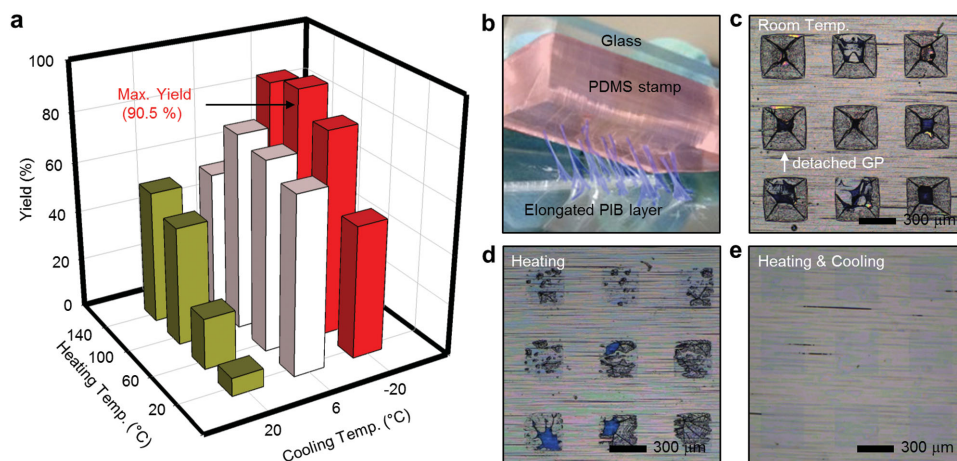 a
100
80
60
40
20
0
Yield (%)
Max. Yield
(90.5 %)
140
100
60
20
Heating Temp. (°C)
20
6
-20
Cooling Temp. (°C)
b
Glass
PDMS stamp
Elongated PIB layer
c
Room Temp.
detached GP
300 μm
d
Heating
300 μm
e
Heating & Cooling
300 μm